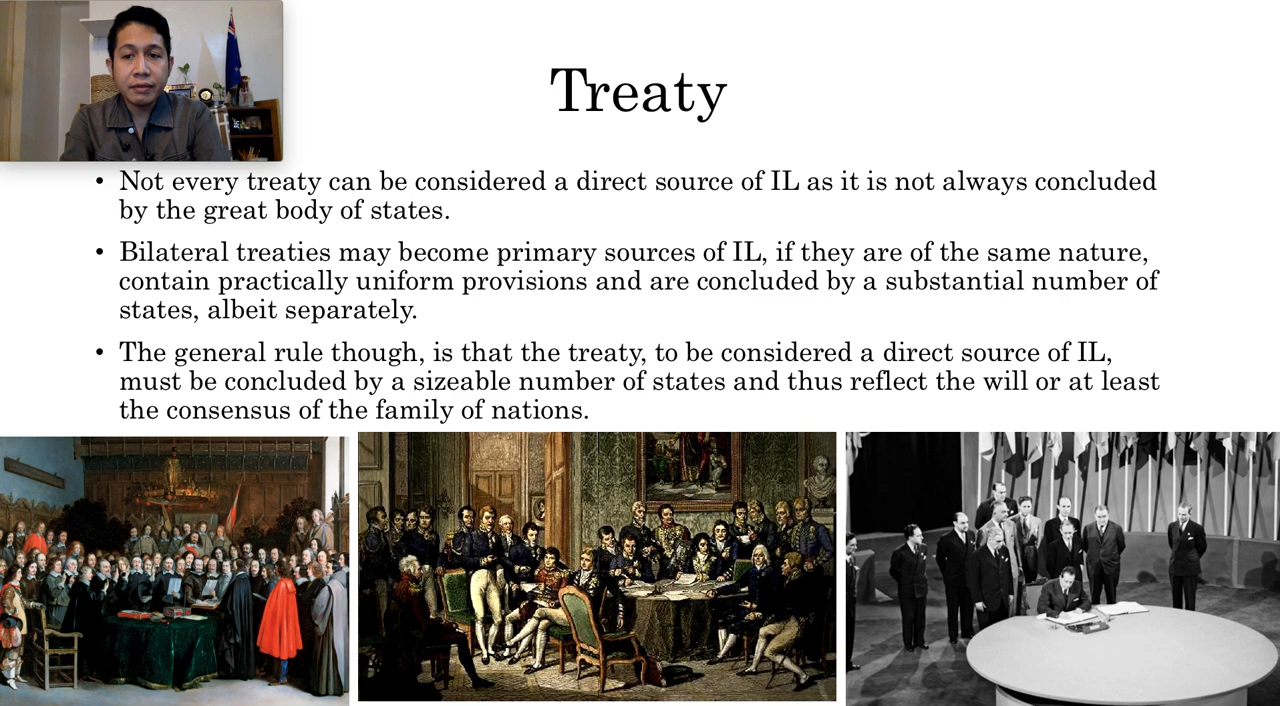 Treaty
• Not every treaty can be considered a direct source of IL as it is not always concluded
by the great body of states.
• Bilateral treaties may become primary sources of IL, if they are of the same nature,
contain practically uniform provisions and are concluded by a substantial number of
states, albeit separately.
• The general rule though, is that the treaty, to be considered a direct source of IL,
must be concluded by a sizeable number of states and thus reflect the will or at least
the consensus of the family of nations.